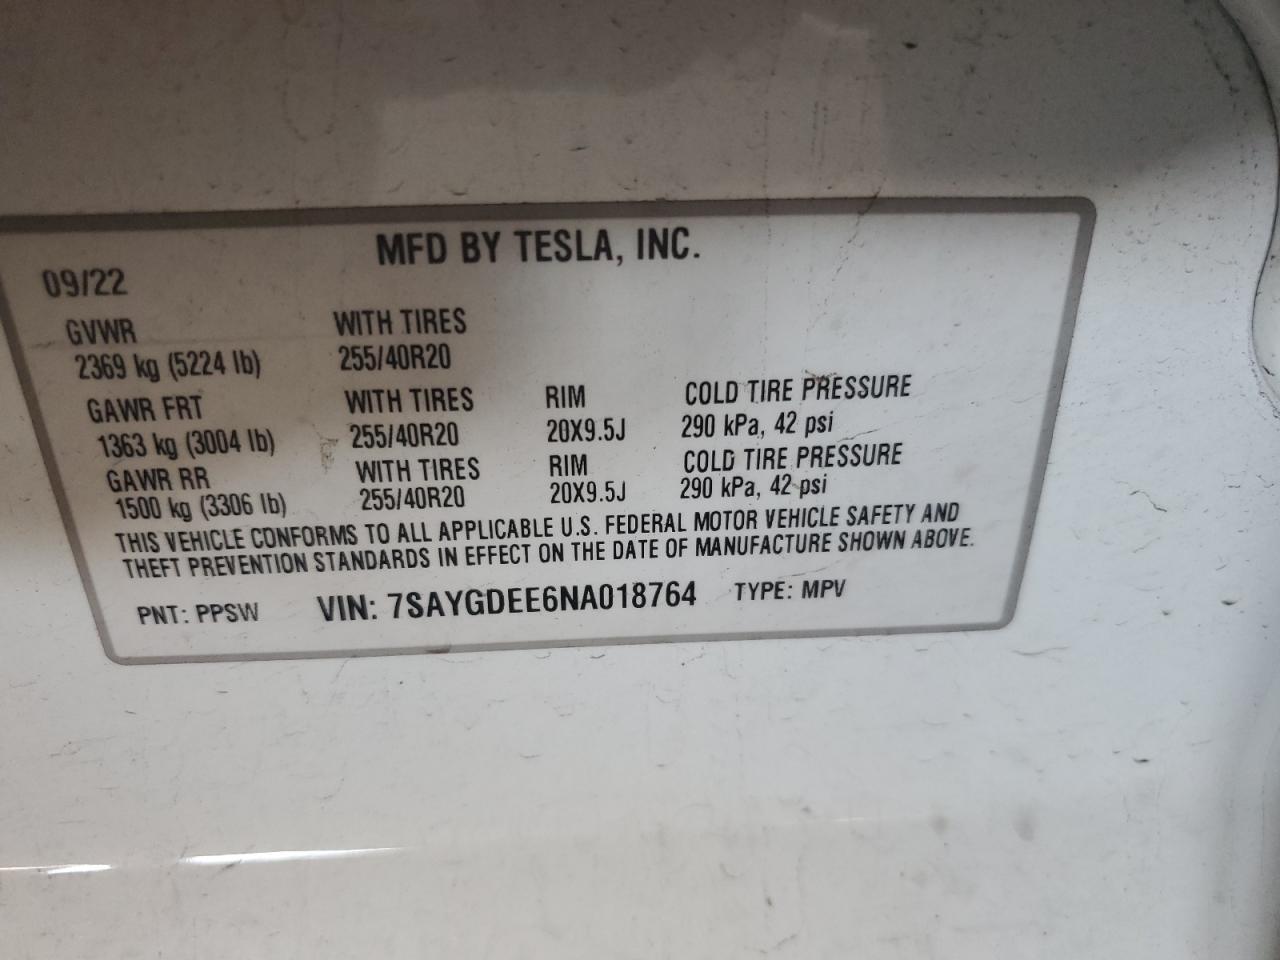 MFD BY TESLA, INC.
09/22
GVWR WITH TIRES
2369 kg (5224 lb) 255/40R20
GAWR FRT WITH TIRES RIM COLD TIRE PRESSURE
1363 kg (3004 lb) 255/40R20 20X9.5J 290 kPa, 42 psi
GAWR RR WITH TIRES RIM COLD TIRE PRESSURE
1500 kg (3306 lb) 255/40R20 20X9.5J 290 kPa, 42 psi
THIS VEHICLE CONFORMS TO ALL APPLICABLE U.S. FEDERAL MOTOR VEHICLE SAFETY AND
THEFT PREVENTION STANDARDS IN EFFECT ON THE DATE OF MANUFACTURE SHOWN ABOVE.
PNT: PPSW VIN: 7SAYGDEE6NA018764 TYPE: MPV